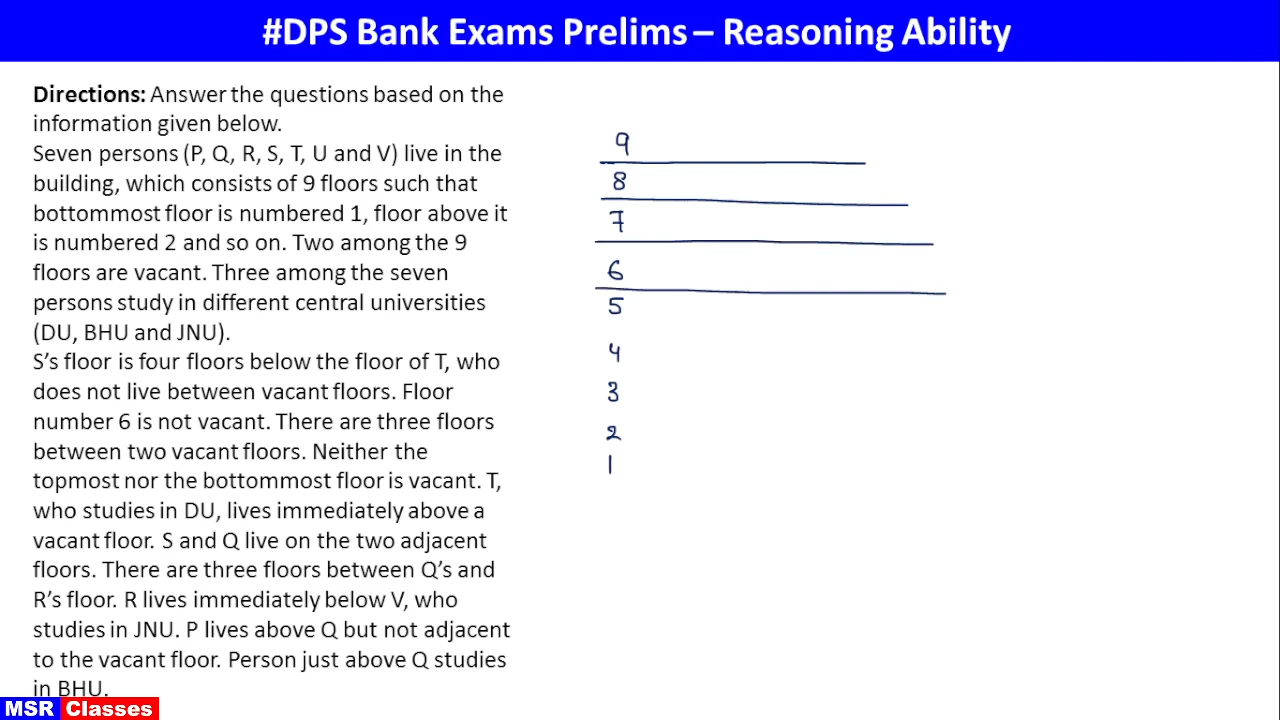 #DPS Bank Exams Prelims – Reasoning Ability
Directions: Answer the questions based on the
information given below.
Seven persons (P, Q, R, S, T, U and V) live in the
building, which consists of 9 floors such that
bottommost floor is numbered 1, floor above it
is numbered 2 and so on. Two among the 9
floors are vacant. Three among the seven
persons study in different central universities
(DU, BHU and JNU).
S’s floor is four floors below the floor of T, who
does not live between vacant floors. Floor
number 6 is not vacant. There are three floors
between two vacant floors. Neither the
topmost nor the bottommost floor is vacant. T,
who studies in DU, lives immediately above a
vacant floor. S and Q live on the two adjacent
floors. There are three floors between Q’s and
R’s floor. R lives immediately below V, who
studies in JNU. P lives above Q but not adjacent
to the vacant floor. Person just above Q studies
in BHU.
9
8
7
6
5
4
3
2
1
MSR Classes